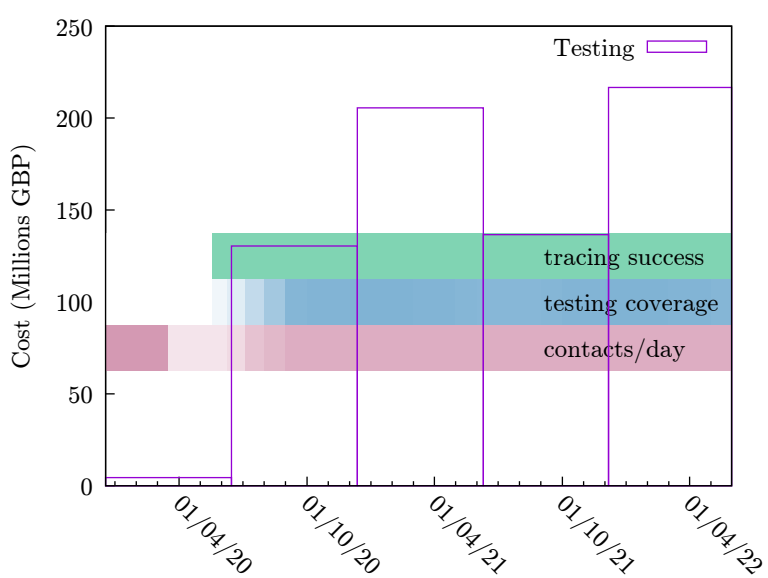 250
200
150
100
50
0
Cost (Millions GBP)
Testing
tracing success
testing coverage
contacts/day
01/04/20
01/10/20
01/04/21
01/10/21
01/04/22